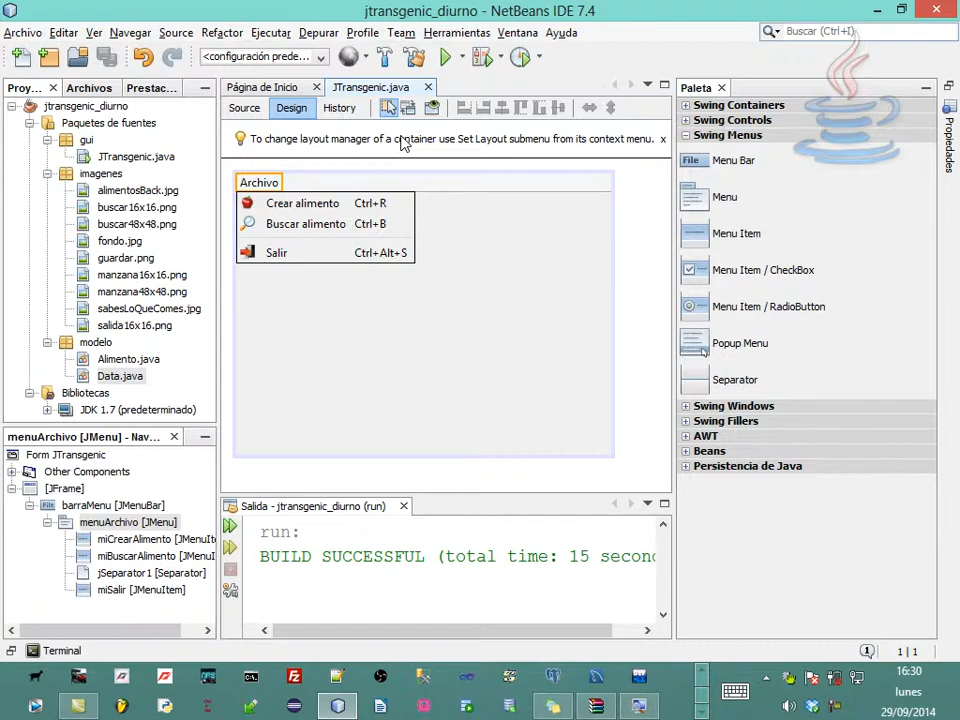 jtransgenic_diurno - NetBeans IDE 7.4
Archivo Editar Ver Navegar Source Refactor Ejecutar Depurar Profile Team Herramientas Ventana Ayuda
Buscar (Ctrl+I)
<configuración prede...
Proy...
Archivos
Prestac...
Página de Inicio
JTransgenic.java
Paleta
Source
Design
History
To change layout manager of a container use Set Layout submenu from its context menu.
jtransgenic_diurno
Paquetes de fuentes
gui
JTransgenic.java
imagenes
alimentosBack.jpg
buscar16x16.png
buscar48x48.png
fondo.jpg
guardar.png
manzana16x16.png
manzana48x48.png
sabesLoQueComes.jpg
salida16x16.png
modelo
Alimento.java
Data.java
Bibliotecas
JDK 1.7 (predeterminado)
Archivo
Crear alimento Ctrl+R
Buscar alimento Ctrl+B
Salir Ctrl+Alt+S
Swing Containers
Swing Controls
Swing Menus
File Menu Bar
Menu
Menu Item
Menu Item / CheckBox
Menu Item / RadioButton
Popup Menu
Separator
Swing Windows
Swing Fillers
AWT
Beans
Persistencia de Java
Propiedades
menuArchivo [JMenu] - Nav...
Form JTransgenic
Other Components
[JFrame]
barraMenu [JMenuBar]
menuArchivo [JMenu]
miCrearAlimento [JMenuIt
miBuscarAlimento [JMenuI
jSeparator1 [Separator]
miSalir [JMenuItem]
Salida - jtransgenic_diurno (run)
run:
BUILD SUCCESSFUL (total time: 15 second
Terminal
1 | 1
16:30
lunes
29/09/2014